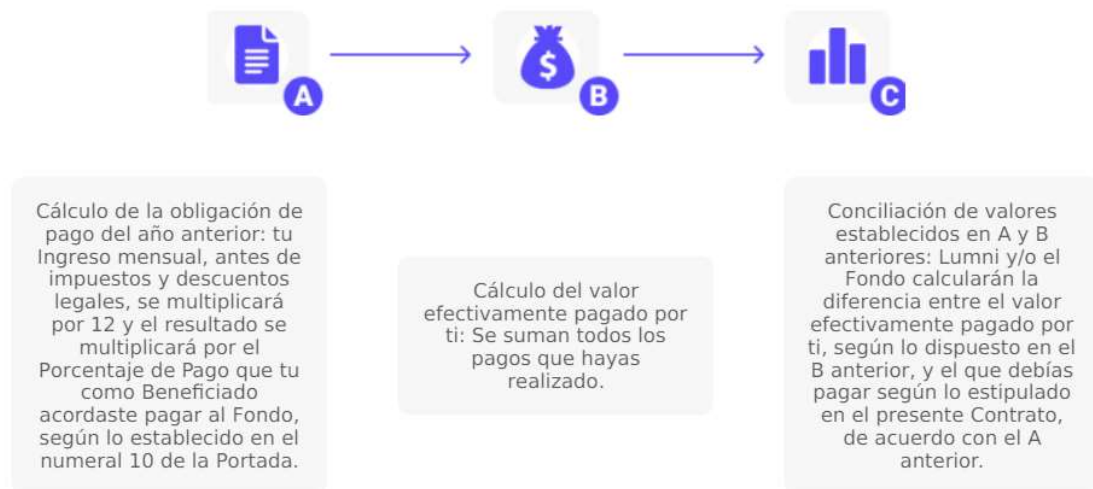 A
$
B
C
Cálculo de la obligación de
pago del año anterior: tu
Ingreso mensual, antes de
impuestos y descuentos
legales, se multiplicará
por 12 y el resultado se
multiplicará por el
Porcentaje de Pago que tu
como Beneficiado
acordaste pagar al Fondo,
según lo establecido en el
numeral 10 de la Portada.
Cálculo del valor
efectivamente pagado por
ti: Se suman todos los
pagos que hayas
realizado.
Conciliación de valores
establecidos en A y B
anteriores: Lumni y/o el
Fondo calcularán la
diferencia entre el valor
efectivamente pagado por
ti, según lo dispuesto en el
B anterior, y el que debías
pagar según lo estipulado
en el presente Contrato,
de acuerdo con el A
anterior.